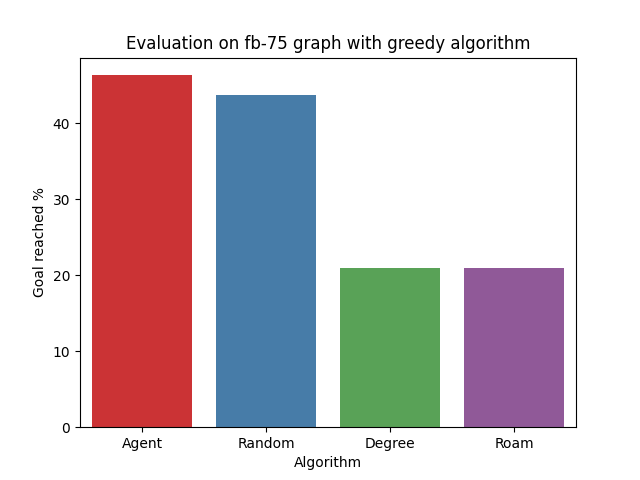 Evaluation on fb-75 graph with greedy algorithm
Goal reached %
40
30
20
10
0
Agent Random Degree Roam
Algorithm